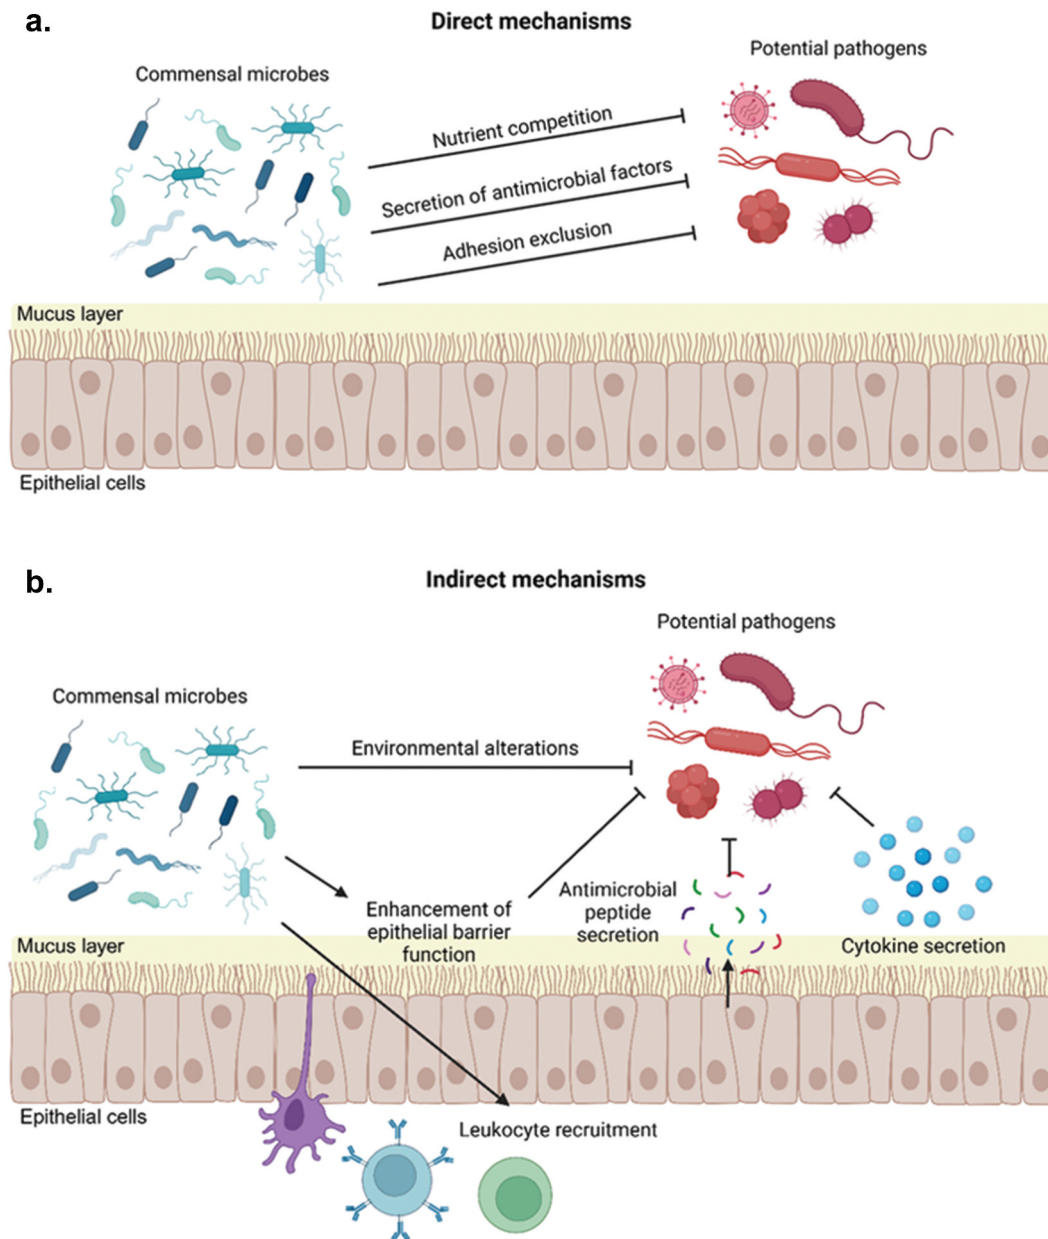 a.
Direct mechanisms
Potential pathogens
Commensal microbes
Nutrient competition
Secretion of antimicrobial factors
Adhesion exclusion
Mucus layer
Epithelial cells
b.
Indirect mechanisms
Potential pathogens
Commensal microbes
Environmental alterations
Antimicrobial
peptide
secretion
Enhancement of
epithelial barrier
function
Mucus layer
Cytokine secretion
Epithelial cells
Leukocyte recruitment